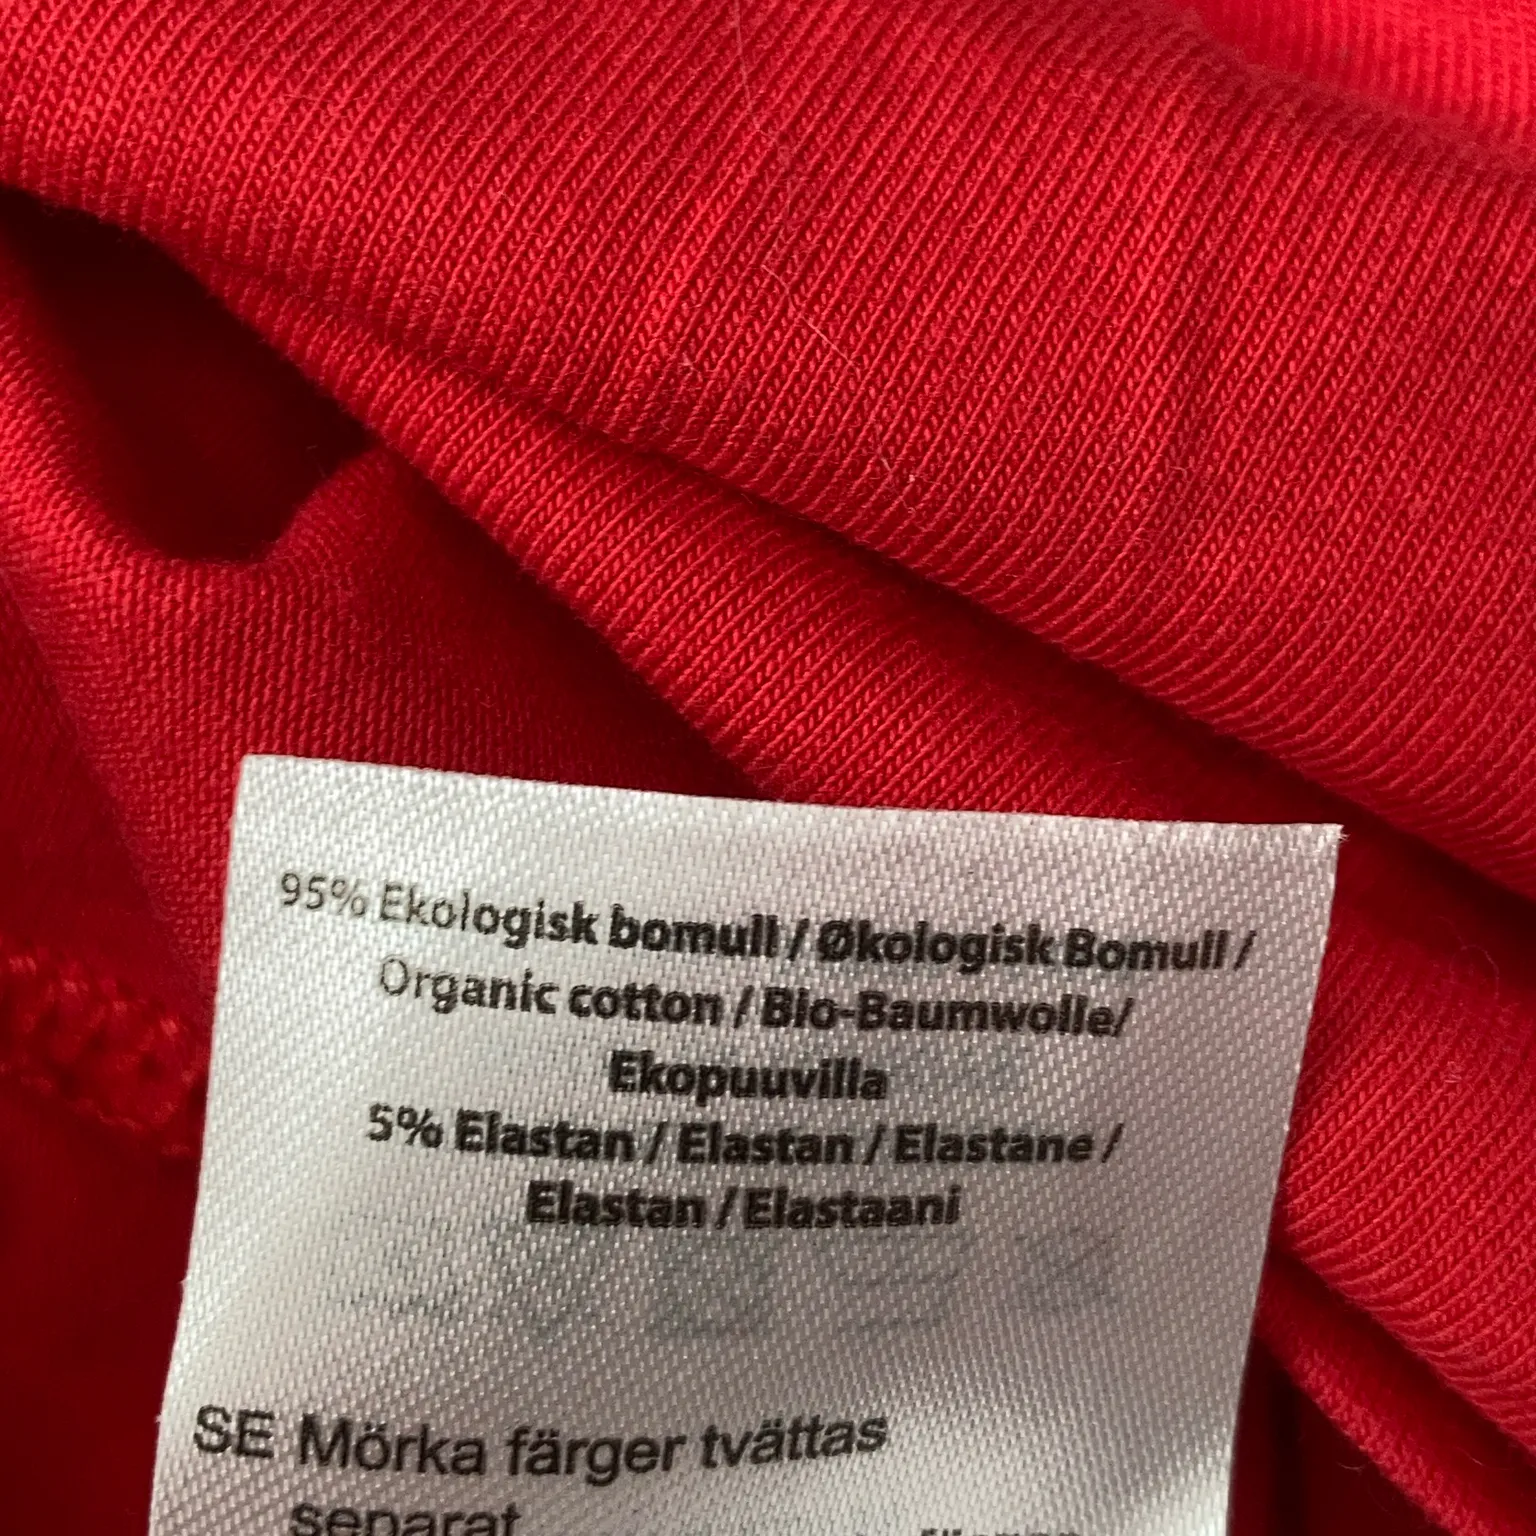 95% Ekologisk bomull / Økologisk Bomull /
Organic cotton / Bio-Baumwolle/
Ekopuuvilla
5% Elastan / Elastan / Elastane /
Elastan / Elastaani
SE Mörka färger tvättas
separat